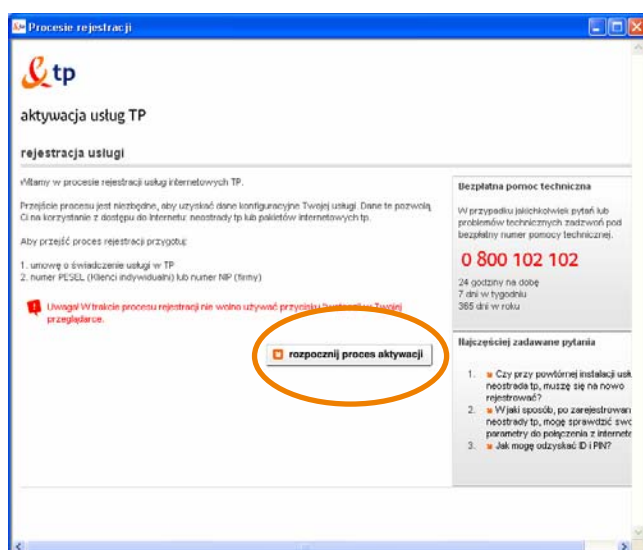 Procesie rejestracji
tp
aktywacja usług TP
rejestracja usługi
Witamy w procesie rejestracji usług internetowych TP.
Przejście procesu jest niezbędne, aby uzyskać dane konfiguracyjne Twojej usługi. Dane te pozwolą
Ci na korzystanie z dostępu do Internetu: neostrady tp lub pakietów internetowych tp.
Aby przejść proces rejestracji przygotuj:
1. umowę o świadczenie usługi w TP
2. numer PESEL (Klienci indywidualni) lub numer NIP (firmy)
Uwaga! W trakcie procesu rejestracji nie wolno używać przycisku w Twojej
przeglądarce.
rozpocznij proces aktywacji
Bezpłatna pomoc techniczna
W przypadku jakichkolwiek pytań lub
problemów technicznych zadzwoń pod
bezpłatny numer pomocy technicznej.
0 800 102 102
24 godziny na dobę
7 dni w tygodniu
365 dni w roku
Najczęściej zadawane pytania
1. Czy przy powtórnej instalacji usł
neostrada tp, muszę się na nowo
rejestrować?
2. W jaki sposób, po zarejestrowan
neostrady tp, mogę sprawdzić swo
parametry do połączenia z internete
3. Jak mogę odzyskać ID i PIN?